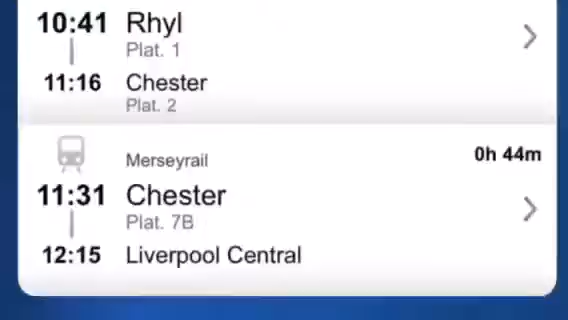 10:41 Rhyl
Plat. 1
11:16 Chester
Plat. 2
Merseyrail 0h 44m
11:31 Chester
Plat. 7B
12:15 Liverpool Central